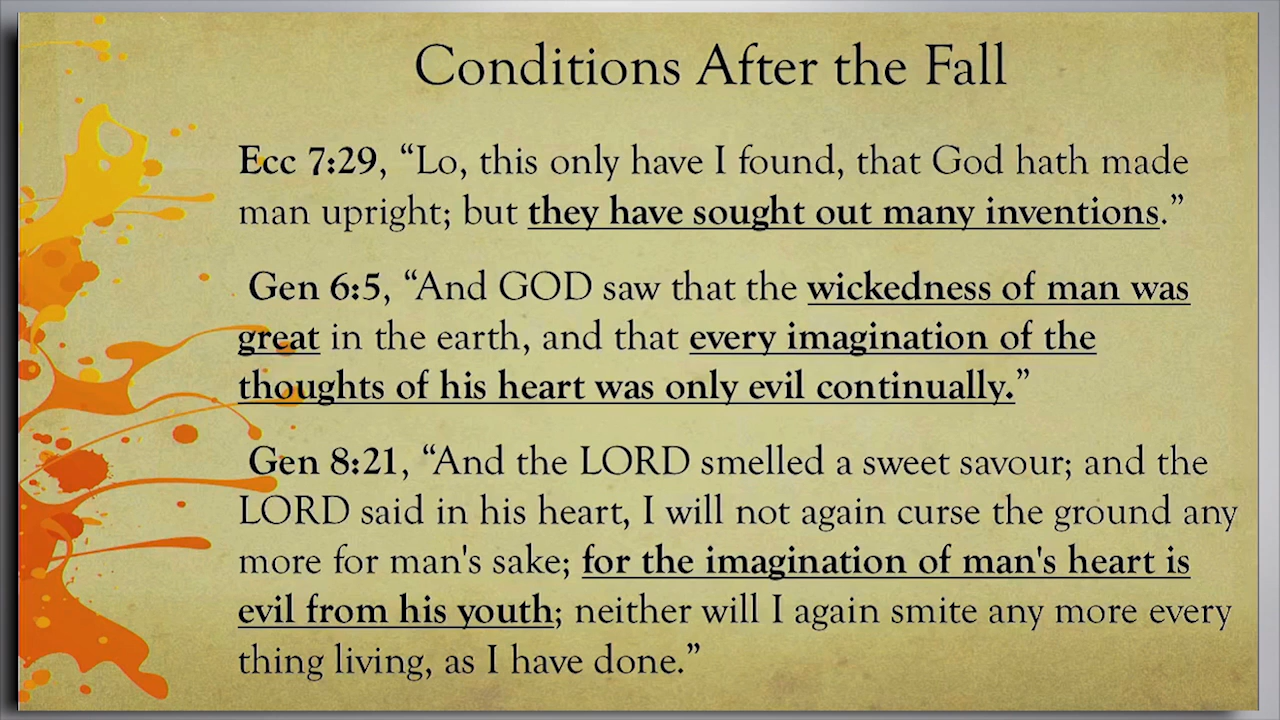 Conditions After the Fall
Ecc 7:29, “Lo, this only have I found, that God hath made
man upright; but they have sought out many inventions.”
Gen 6:5, “And GOD saw that the wickedness of man was
great in the earth, and that every imagination of the
thoughts of his heart was only evil continually.”
Gen 8:21, “And the LORD smelled a sweet savour; and the
LORD said in his heart, I will not again curse the ground any
more for man's sake; for the imagination of man's heart is
evil from his youth; neither will I again smite any more every
thing living, as I have done.”